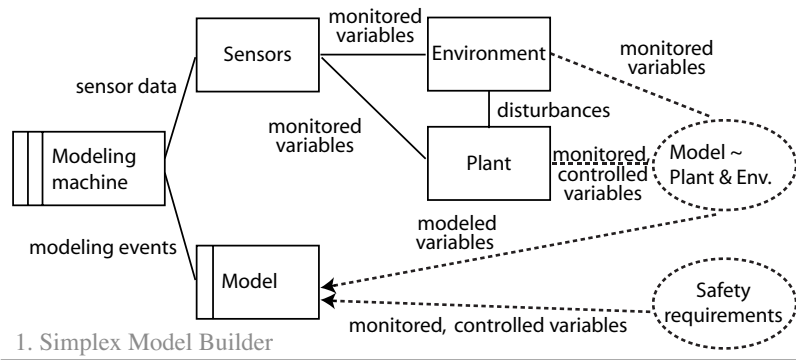 monitored
variables
Sensors
Environment
monitored
variables
sensor data
monitored
variables
disturbances
Modeling
machine
Plant
monitored
controlled
variables
Model ~
Plant & Env.
modeled
variables
modeling events
Model
Safety
requirements
monitored, controlled variables
1. Simplex Model Builder